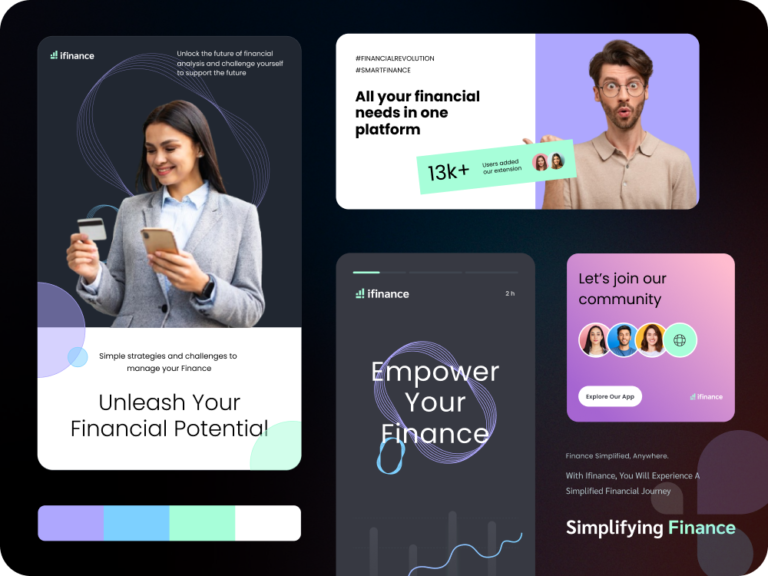 ifinance
Unlock the future of financial
analysis and challenge yourself
to support the future
Simple strategies and challenges to
manage your Finance
Unleash Your
Financial Potential
#FINANCIALREVOLUTION
#SMARTFINANCE
All your financial
needs in one
platform
13k+
Users added
our extension
ifinance
2 h
Empower
Your
Finance
Let's join our
community
Explore Our App
ifinance
Finance Simplified, Anywhere.
With Ifinance, You Will Experience A
Simplified Financial Journey
Simplifying Finance